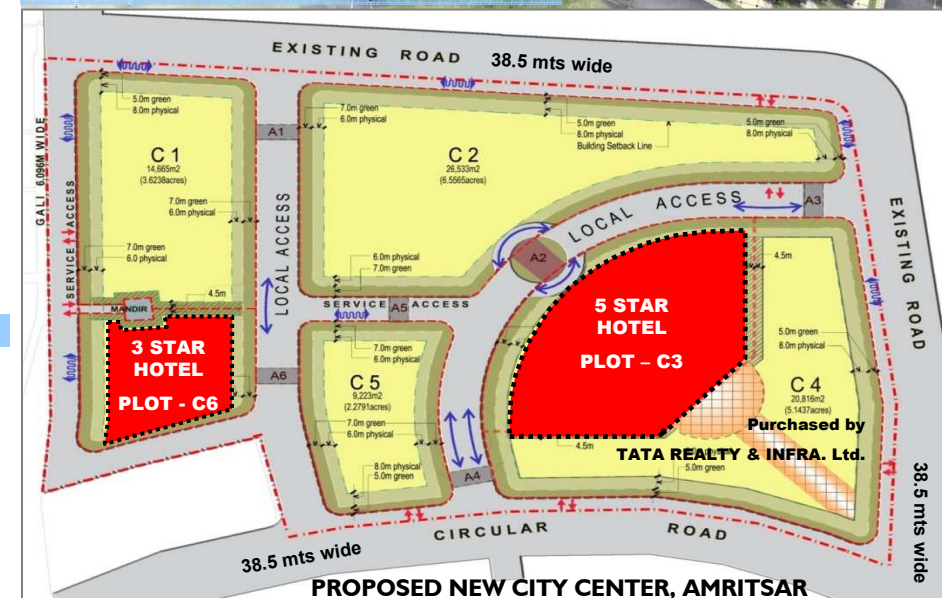 EXISTING ROAD 38.5 mts wide
5.0m green
8.0m physical
C 1
14,665m2
(3.6238acres)
7.0m green
6.0m physical
7.0m green
6.0 physical
GALI 6.096M WIDE
SERVICE ACCESS
4.5m
MANDIR
3 STAR
HOTEL
PLOT - C6
A1
LOCAL ACCESS
A6
7.0m green
6.0m physical
5.0m green
8.0m physical
Building Setback Line
5.0m green
8.0m physical
C 2
26,533m2
(6.5565acres)
6.0m physical
7.0m green
LOCAL ACCESS
A2
A3
SERVICE ACCESS
A5
7.0m green
6.0m physical
C 5
9,223m2
(2.2791acres)
7.0m green
6.0m physical
8.0m physical
5.0m green
A4
5 STAR
HOTEL
PLOT – C3
4.5m
4.5m
5.0m green
8.0m physical
C 4
20,816m2
(5.1437acres)
Purchased by
TATA REALTY & INFRA. Ltd.
5.0m green
EXISTING ROAD
38.5 mts wide
CIRCULAR ROAD
38.5 mts wide
PROPOSED NEW CITY CENTER, AMRITSAR